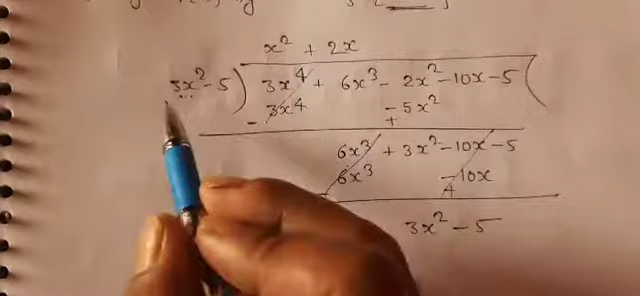 x² + 2x
3x² - 5 ) 3x⁴ + 6x³ - 2x² - 10x - 5 (
- 3x⁴ - 5x²
+
6x³ + 3x² - 10x - 5
6x³ - 10x
- +
3x² - 5